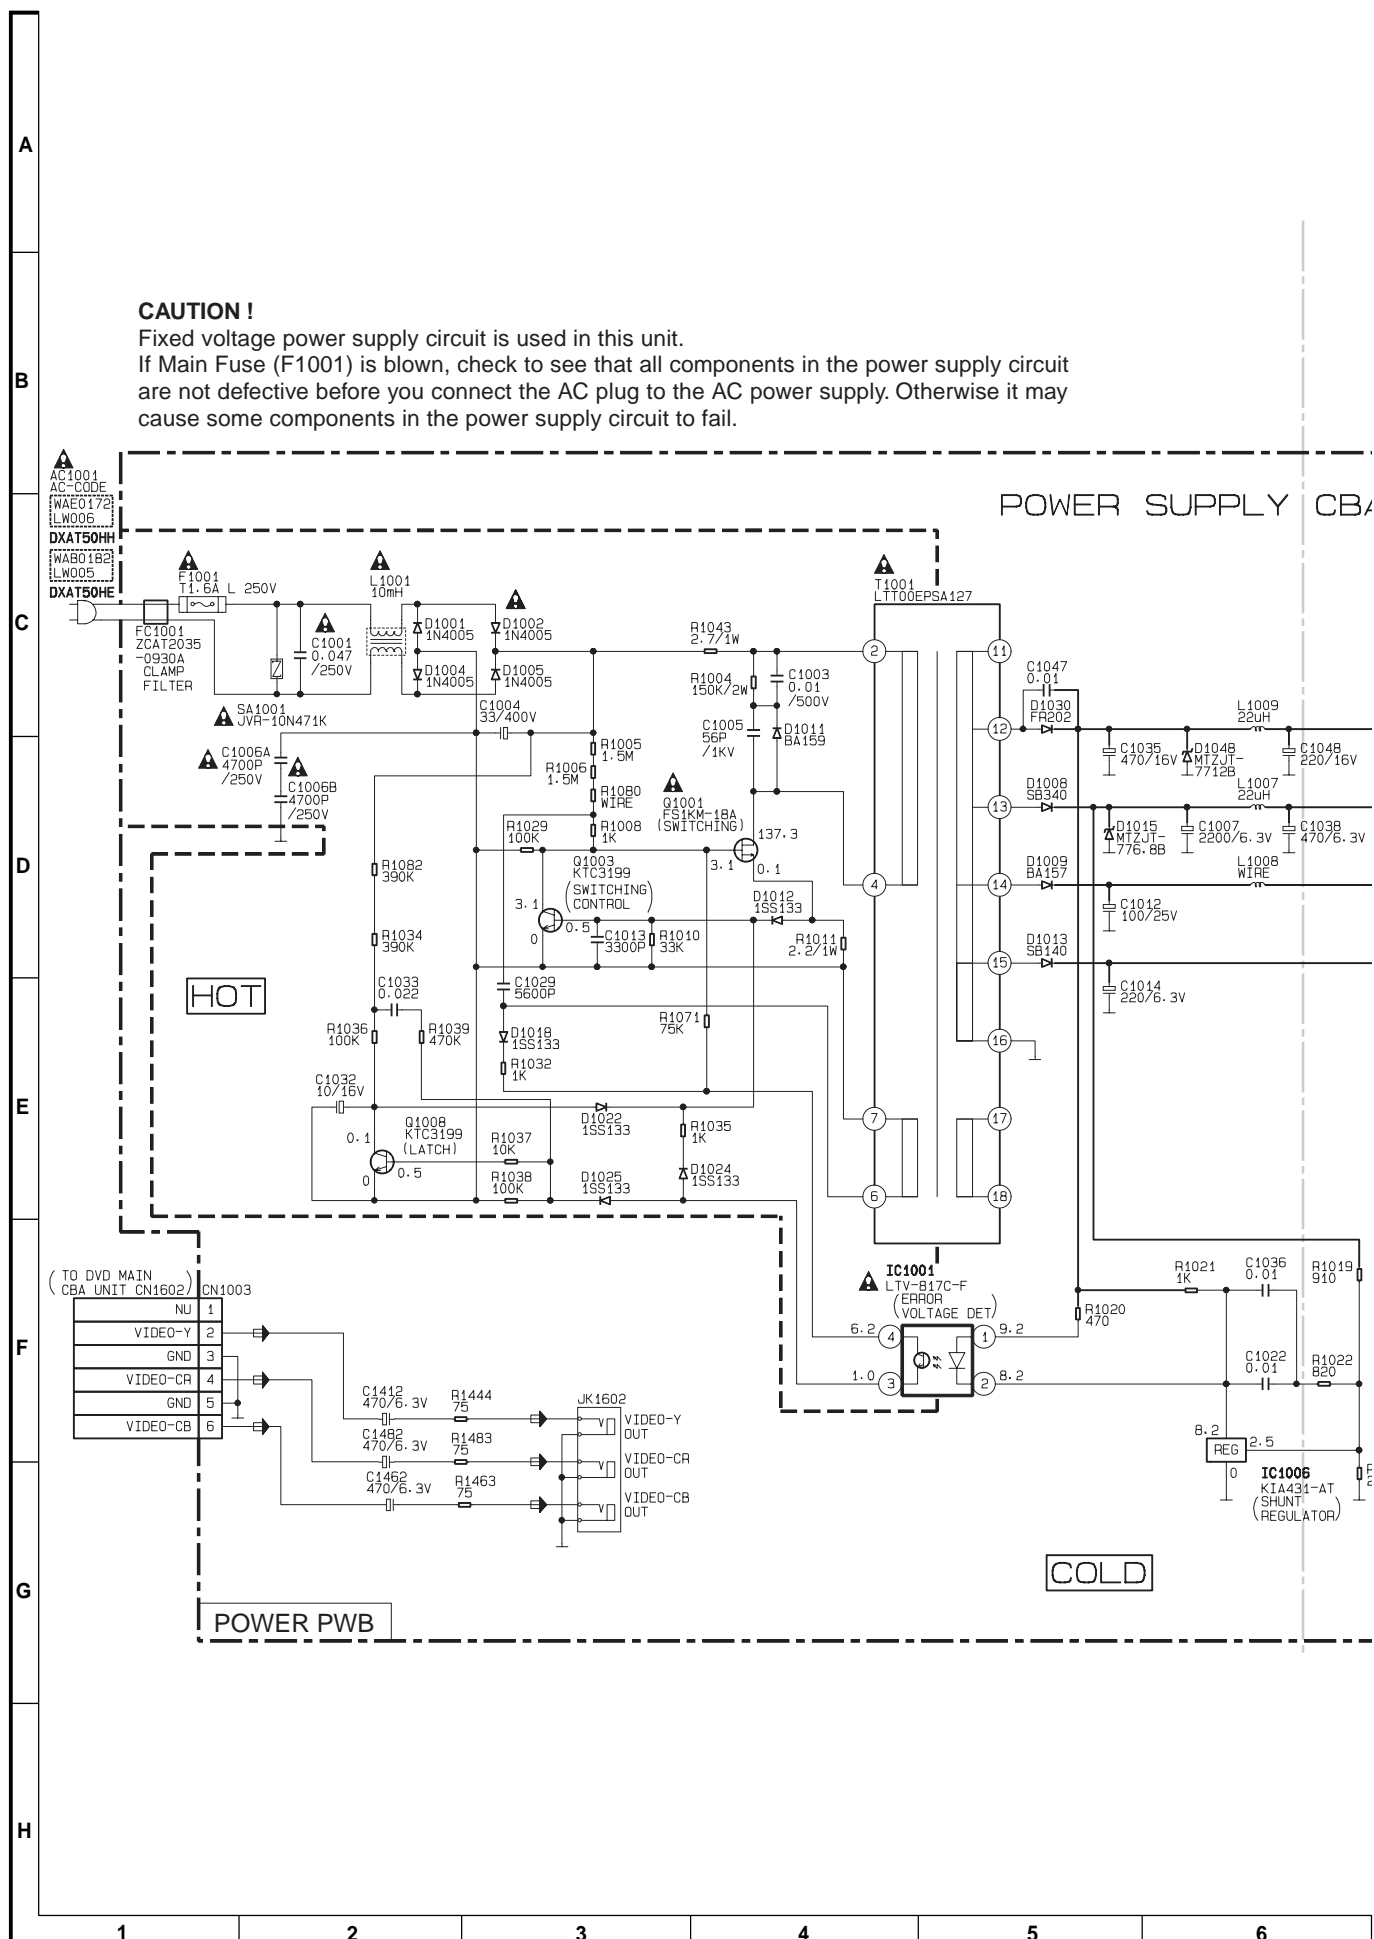 A
B
C
D
E
F
G
H
CAUTION !
Fixed voltage power supply circuit is used in this unit.
If Main Fuse (F1001) is blown, check to see that all components in the power supply circuit
are not defective before you connect the AC plug to the AC power supply. Otherwise it may
cause some components in the power supply circuit to fail.
AC1001
AC-CODE
WAE0172
LW006
DXAT50HH
WAB01B2
LW005
DXAT50HE
POWER SUPPLY CBA
F1001
T1.6A L 250V
FC1001
ZCAT2035
-0930A
CLAMP
FILTER
SA1001
JVR-10N471K
C1001
0.047
/250V
L1001
10mH
D1001
1N4005
D1002
1N4005
D1004
1N4005
D1005
1N4005
C1004
33/400V
C1006A
4700P
/250V
C1006B
4700P
/250V
R1043
2.7/1W
R1004
150K/2W
C1003
0.01
/500V
C1005
56P
/1KV
D1011
BA159
R1005
1.5M
R1006
1.5M
R1080
WIRE
R1008
1K
R1029
100K
Q1001
FS1KM-18A
(SWITCHING)
137.3
3.1
0.1
Q1003
KTC3199
(SWITCHING
CONTROL)
3.1
0.5
0
R1082
390K
R1034
390K
C1013
3300P
R1010
33K
D1012
1SS133
R1011
2.2/1W
HOT
C1033
0.022
R1036
100K
R1039
470K
C1029
5600P
D1018
1SS133
R1032
1K
R1071
75K
C1032
10/16V
Q1008
KTC3199
(LATCH)
0.1
0.5
0
R1037
10K
R1038
100K
D1022
1SS133
D1025
1SS133
R1035
1K
D1024
1SS133
T1001
LTT00EPSA127
2
4
7
6
11
12
13
14
15
16
17
18
C1047
0.01
D1030
FR202
D1008
SB340
D1009
BA157
D1013
SB140
C1035
470/16V
D1048
MTZJT-
7712B
L1009
22uH
C1048
220/16V
L1007
22uH
D1015
MTZJT-
776.8B
C1007
2200/6.3V
C1038
470/6.3V
L1008
WIRE
C1012
100/25V
C1014
220/6.3V
IC1001
LTV-817C-F
(ERROR
VOLTAGE DET)
6.2
4
1
9.2
1.0
3
2
8.2
R1020
470
R1021
1K
C1036
0.01
R1019
910
C1022
0.01
R1022
820
8.2
REG
2.5
0
IC1006
KIA431-AT
(SHUNT
REGULATOR)
R
2
(TO DVD MAIN
CBA UNIT CN1602)
CN1003
NU 1
VIDEO-Y 2
GND 3
VIDEO-CR 4
GND 5
VIDEO-CB 6
C1412
470/6.3V
R1444
75
C1482
470/6.3V
R1483
75
C1462
470/6.3V
R1463
75
JK1602
VIDEO-Y
OUT
VIDEO-CR
OUT
VIDEO-CB
OUT
COLD
POWER PWB
1 2 3 4 5 6